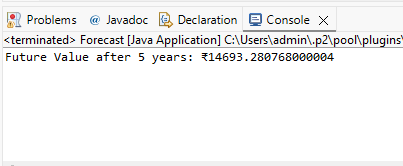 Problems @ Javadoc Declaration Console
<terminated> Forecast [Java Application] C:\Users\admin\.p2\pool\plugins\
Future Value after 5 years: ₹14693.280768000004